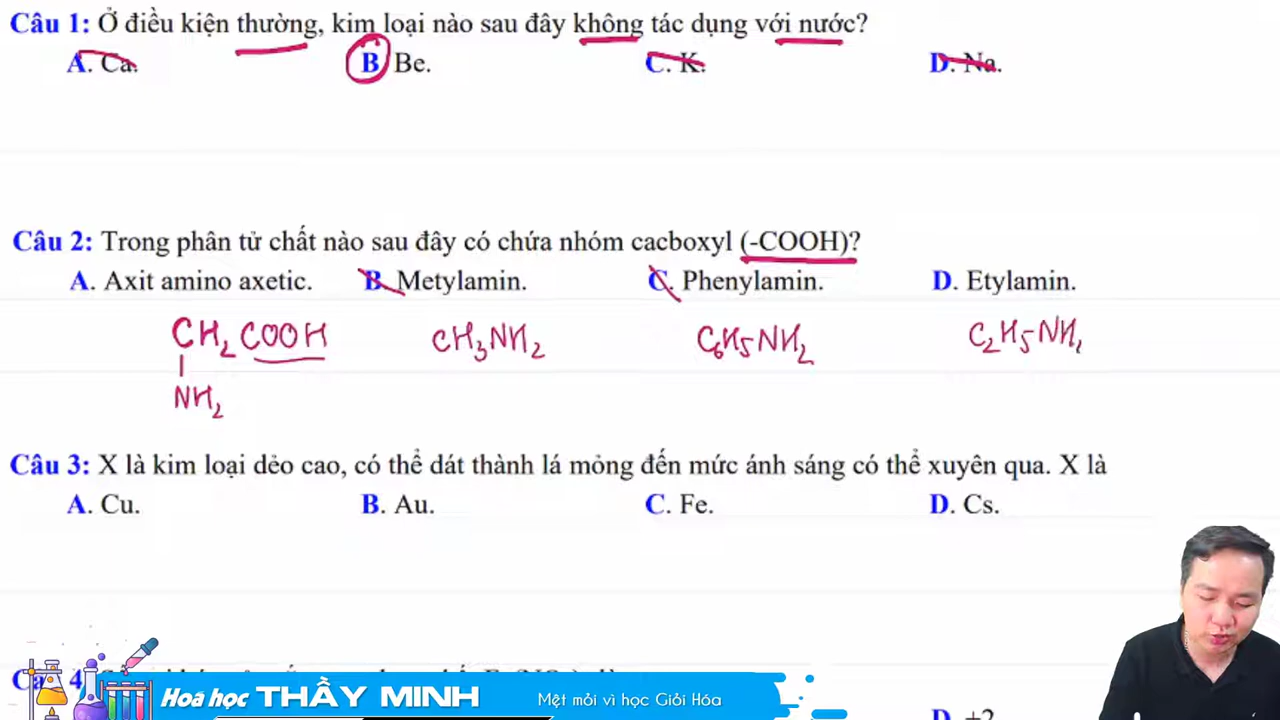 Câu 1: Ở điều kiện thường, kim loại nào sau đây không tác dụng với nước?
A. Ca. B. Be. C. K. D. Na.
Câu 2: Trong phân tử chất nào sau đây có chứa nhóm cacboxyl (-COOH)?
A. Axit amino axetic. B. Metylamin. C. Phenylamin. D. Etylamin.
CH2COOH CH3NH2 C6H5NH2 C2H5NH
NH2
Câu 3: X là kim loại dẻo cao, có thể dát thành lá mỏng đến mức ánh sáng có thể xuyên qua. X là
A. Cu. B. Au. C. Fe. D. Cs.
Hoá học THẦY MINH Mệt mỏi vì học Giỏi Hóa
D. +2